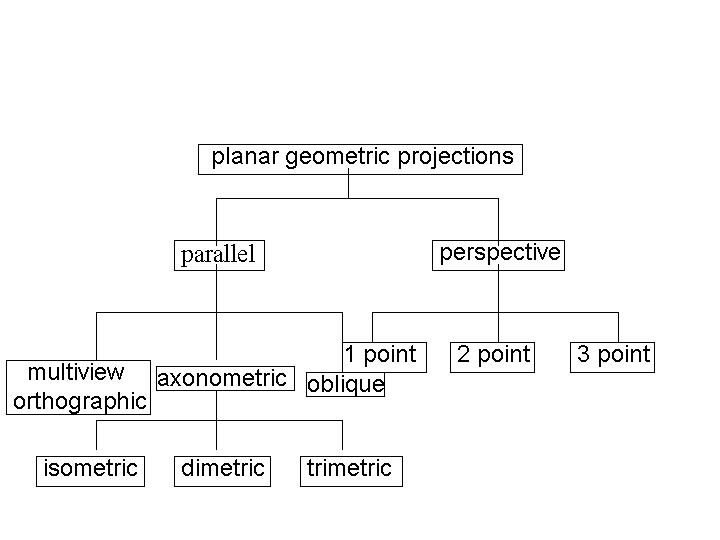 planar geometric projections
parallel
perspective
1 point
2 point
3 point
multiview
orthographic
axonometric
oblique
isometric
dimetric
trimetric